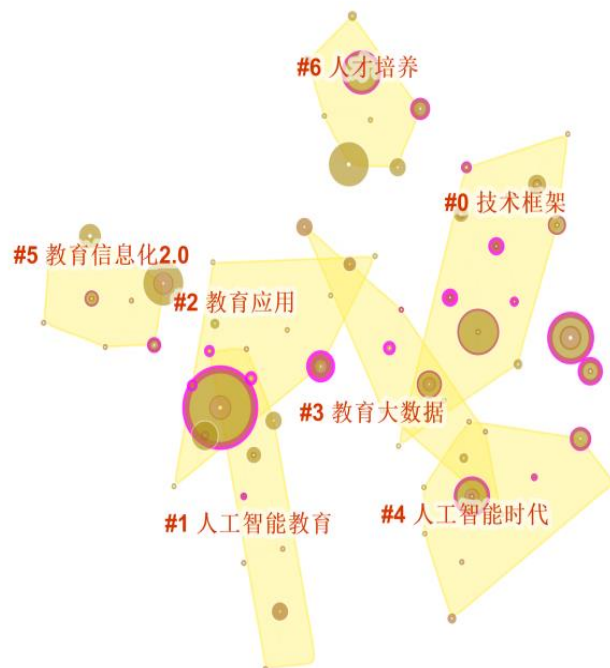 #6 人才培养
#0 技术框架
#5 教育信息化2.0
#2 教育应用
#3 教育大数据
#1 人工智能教育
#4 人工智能时代